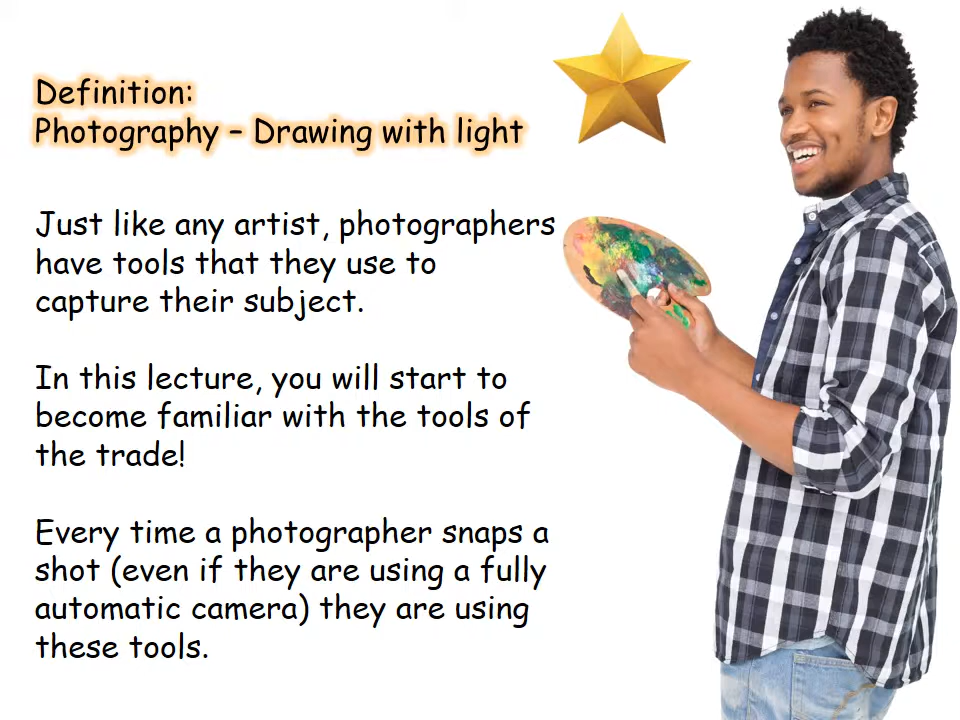 Definition:
Photography – Drawing with light
Just like any artist, photographers
have tools that they use to
capture their subject.
In this lecture, you will start to
become familiar with the tools of
the trade!
Every time a photographer snaps a
shot (even if they are using a fully
automatic camera) they are using
these tools.